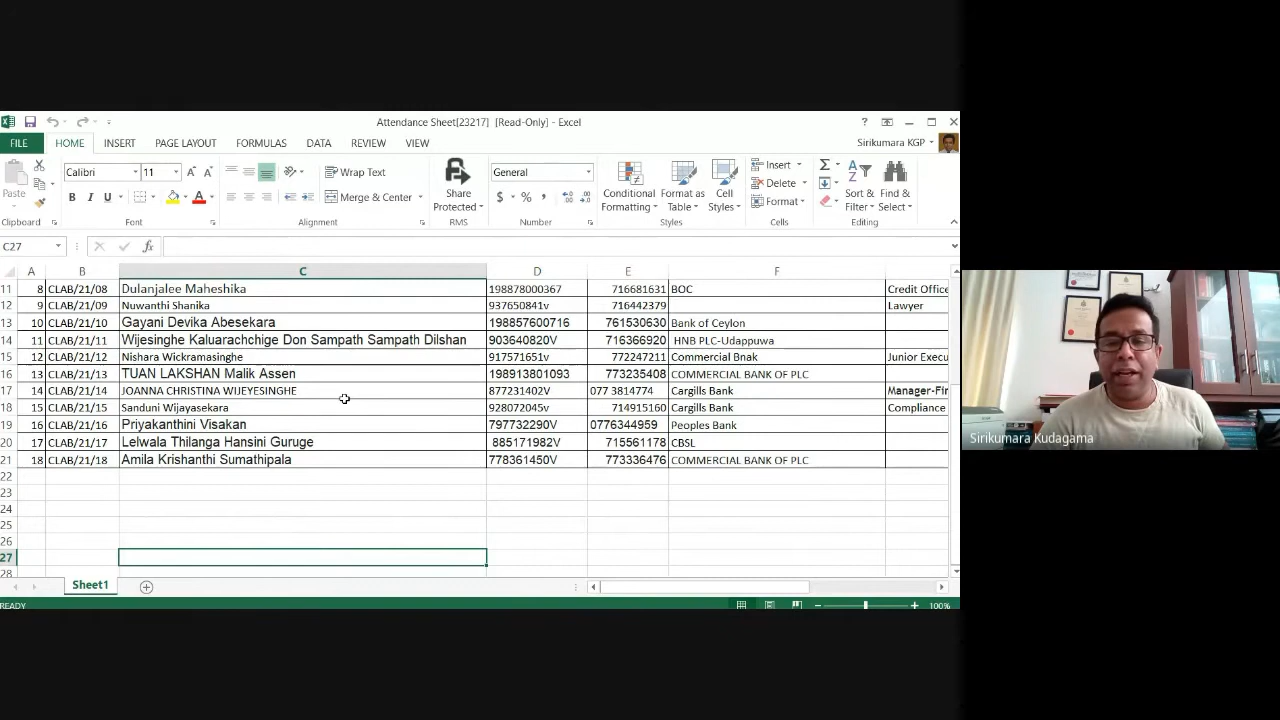 Attendance Sheet[23217] [Read-Only] - Excel
FILE HOME INSERT PAGE LAYOUT FORMULAS DATA REVIEW VIEW Sirikumara KGP
Paste Calibri 11 Wrap Text General Insert
B I U Merge & Center $ % , Delete
Share Protected Conditional Formatting Format as Table Cell Styles Format Sort & Filter Find & Select
Clipboard Font Alignment RMS Number Styles Cells Editing
C27 fx
A B C D E F
11 8 CLAB/21/08 Dulanjalee Maheshika 198878000367 716681631 BOC Credit Office
12 9 CLAB/21/09 Nuwanthi Shanika 937650841v 716442379 Lawyer
13 10 CLAB/21/10 Gayani Devika Abesekara 198857600716 761530630 Bank of Ceylon
14 11 CLAB/21/11 Wijesinghe Kaluarachchige Don Sampath Sampath Dilshan 903640820V 716366920 HNB PLC-Udappuwa
15 12 CLAB/21/12 Nishara Wickramasinghe 917571651v 772247211 Commercial Bnak Junior Execu
16 13 CLAB/21/13 TUAN LAKSHAN Malik Assen 198913801093 773235408 COMMERCIAL BANK OF PLC
17 14 CLAB/21/14 JOANNA CHRISTINA WIJEYESINGHE 877231402V 077 3814774 Cargills Bank Manager-Fi
18 15 CLAB/21/15 Sanduni Wijayasekara 928072045v 714915160 Cargills Bank Compliance
19 16 CLAB/21/16 Priyakanthini Visakan 797732290V 0776344959 Peoples Bank
20 17 CLAB/21/17 Lelwala Thilanga Hansini Guruge 885171982V 715561178 CBSL
21 18 CLAB/21/18 Amila Krishanthi Sumathipala 778361450V 773336476 COMMERCIAL BANK OF PLC
22
23
24
25
26
27
28
Sheet1
READY 100%
Sirikumara Kudagama